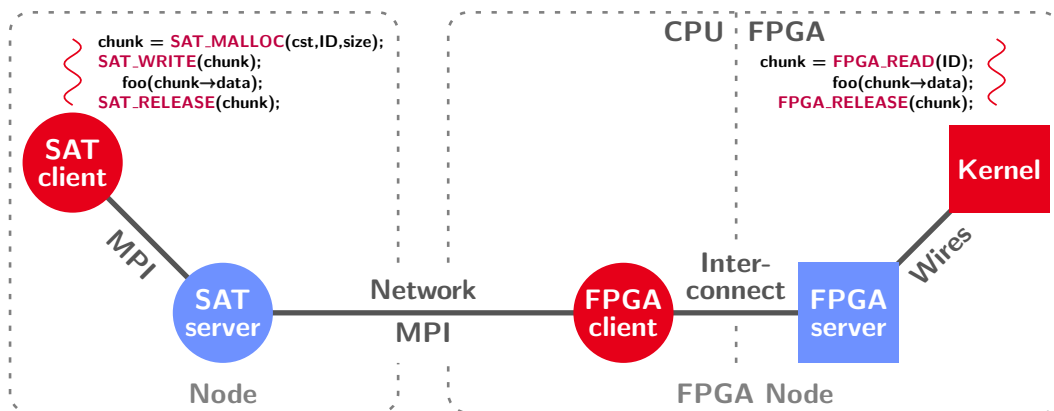 CPU FPGA
chunk = SAT_MALLOC(cst,ID,size);
SAT_WRITE(chunk);
foo(chunk→data);
SAT_RELEASE(chunk);
chunk = FPGA_READ(ID);
foo(chunk→data);
FPGA_RELEASE(chunk);
SAT
client
Kernel
MPI
Wires
SAT
server
Network
MPI
FPGA
client
Inter-
connect
FPGA
server
Node
FPGA Node